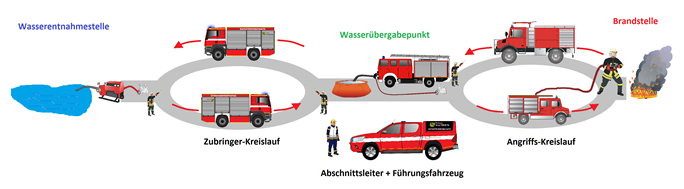 Wasserentnahmestelle
Wasserübergabepunkt
Brandstelle
Zubringer-Kreislauf
Angriffs-Kreislauf
Abschnittsleiter + Führungsfahrzeug